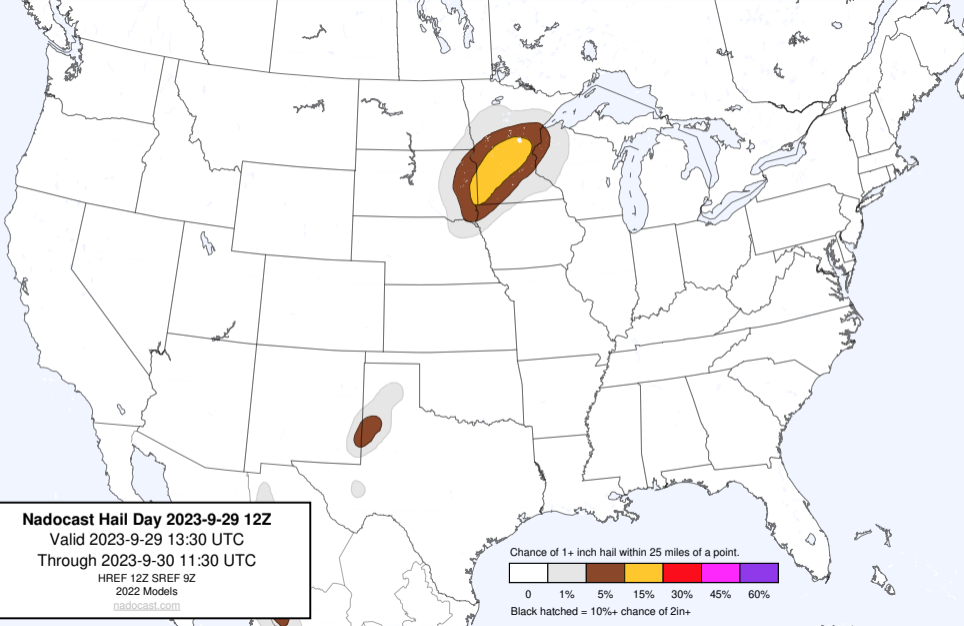 Nadocast Hail Day 2023-9-29 12Z
Valid 2023-9-29 13:30 UTC
Through 2023-9-30 11:30 UTC
HREF 12Z SREF 9Z
2022 Models
nadocast.com
Chance of 1+ inch hail within 25 miles of a point.
0 1% 5% 15% 30% 45% 60%
Black hatched = 10%+ chance of 2in+